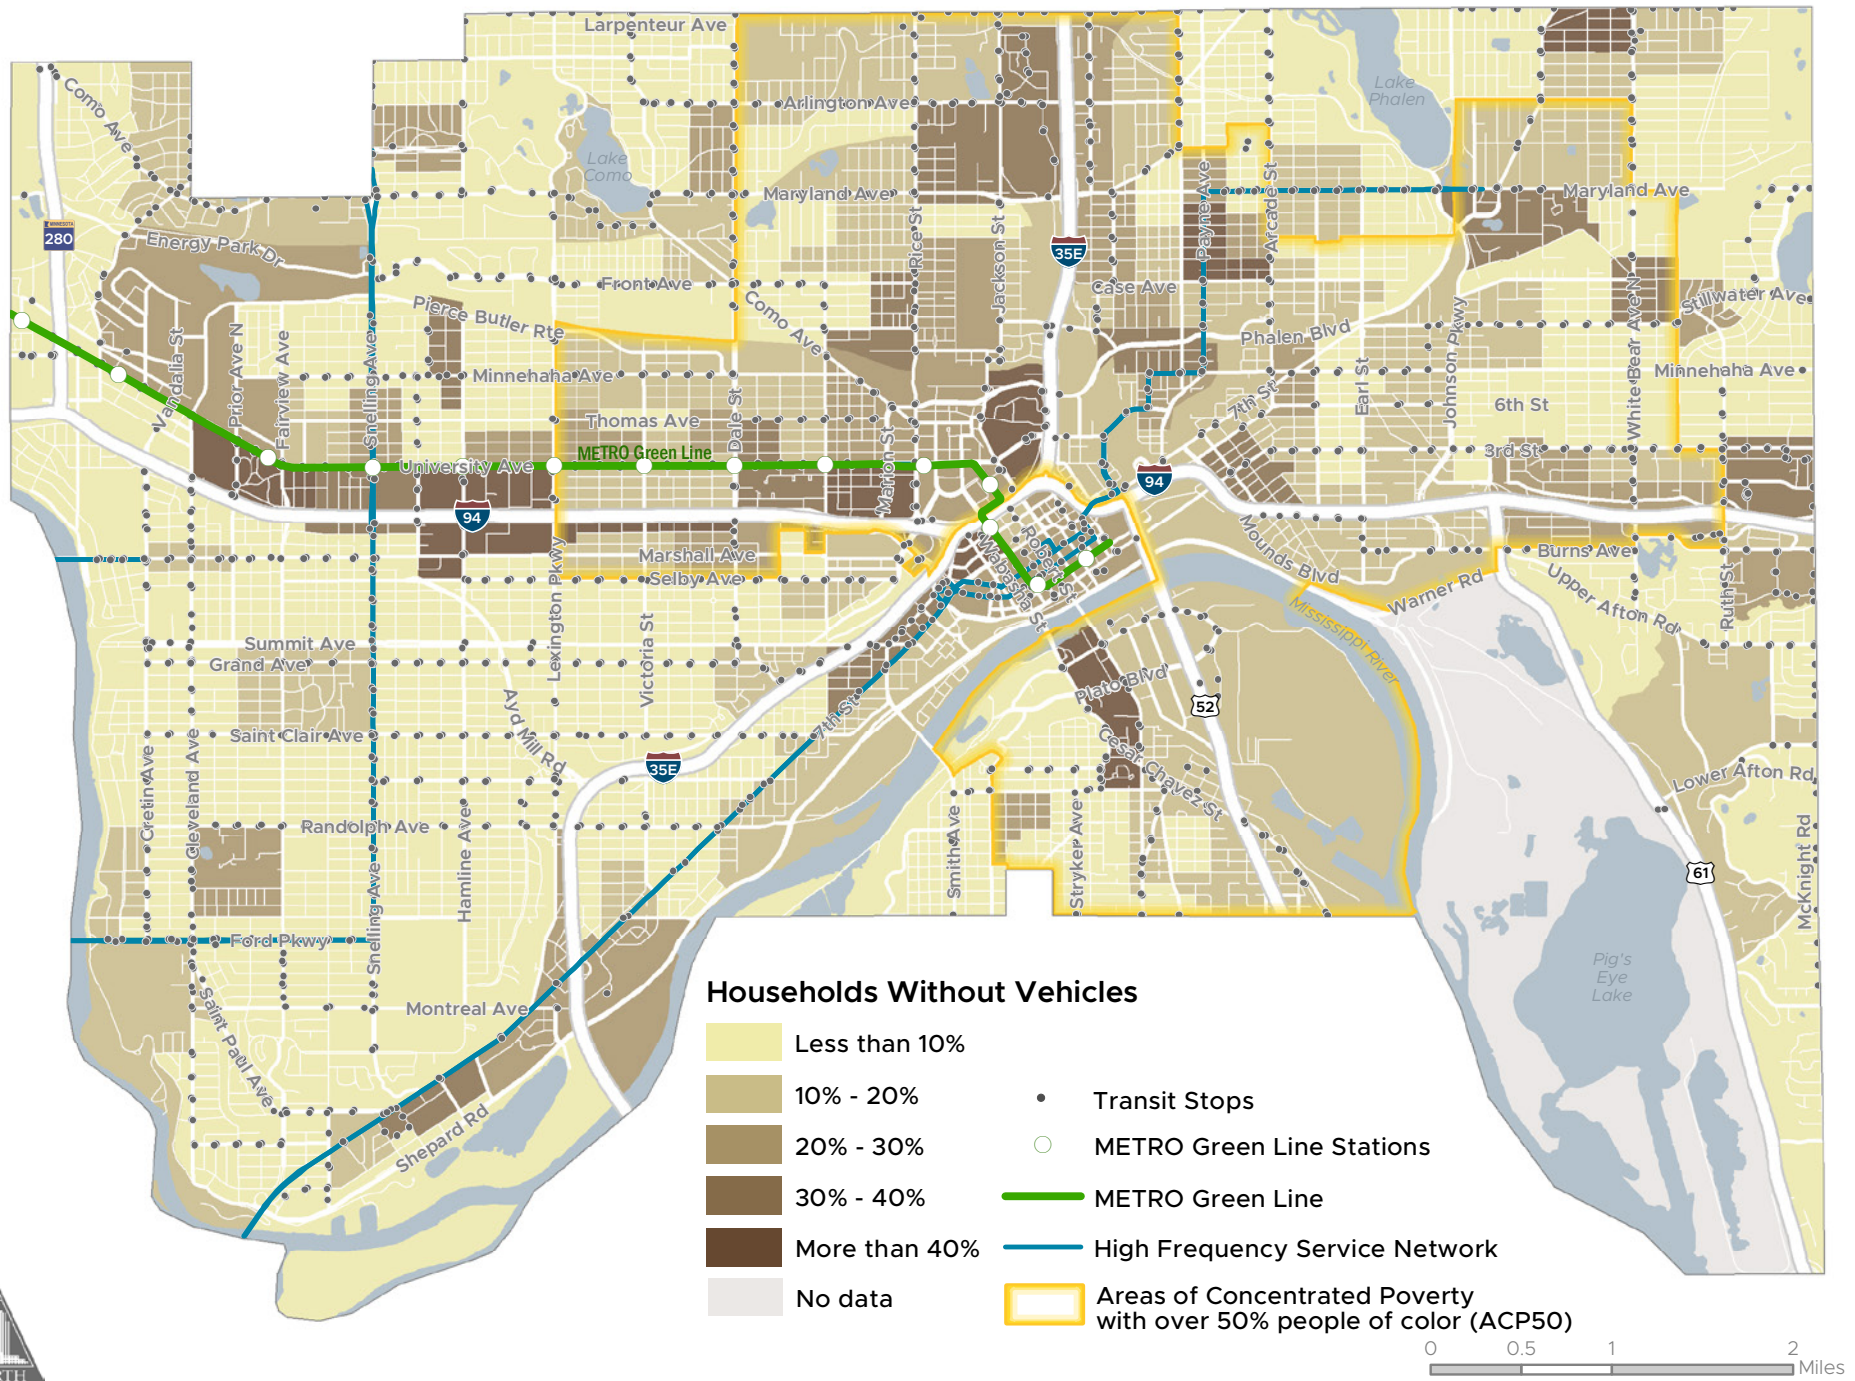 Larpenteur Ave
Como Ave
Arlington Ave
Lake
Phalen
Lake
Como
Maryland Ave
Maryland Ave
MINNESOTA
280
Energy Park Dr
Rice St
Jackson St
35E
Payne Ave
Arcade St
Front Ave
Case Ave
Pierce Butler Rte
Como Ave
Stillwater Ave
Phalen Blvd
Vandalia St
Prior Ave N
Fairview Ave
Snelling Ave
Minnehaha Ave
Minnehaha Ave
Earl St
Johnson Pkwy
White Bear Ave N
Thomas Ave
Dale St
7th St
6th St
METRO Green Line
University Ave
Marion St
3rd St
94
94
Marshall Ave
Selby Ave
Lexington Pkwy
Robert St
Wabasha St
Mounds Blvd
Burns Ave
Warner Rd
Upper Afton Rd
Ruth St
Mississippi River
Summit Ave
Grand Ave
Victoria St
Plato Blvd
52
Ayd Mill Rd
7th St
Saint Clair Ave
Cretin Ave
Cleveland Ave
35E
Cesar Chavez St
Lower Afton Rd
Randolph Ave
Hamline Ave
Snelling Ave
Smith Ave
Stryker Ave
61
McKnight Rd
Ford Pkwy
Pig's
Eye
Lake
Saint Paul Ave
Montreal Ave
Shepard Rd
Households Without Vehicles
Less than 10%
10% - 20%
20% - 30%
30% - 40%
More than 40%
No data
Transit Stops
METRO Green Line Stations
METRO Green Line
High Frequency Service Network
Areas of Concentrated Poverty
with over 50% people of color (ACP50)
0 0.5 1 2
Miles